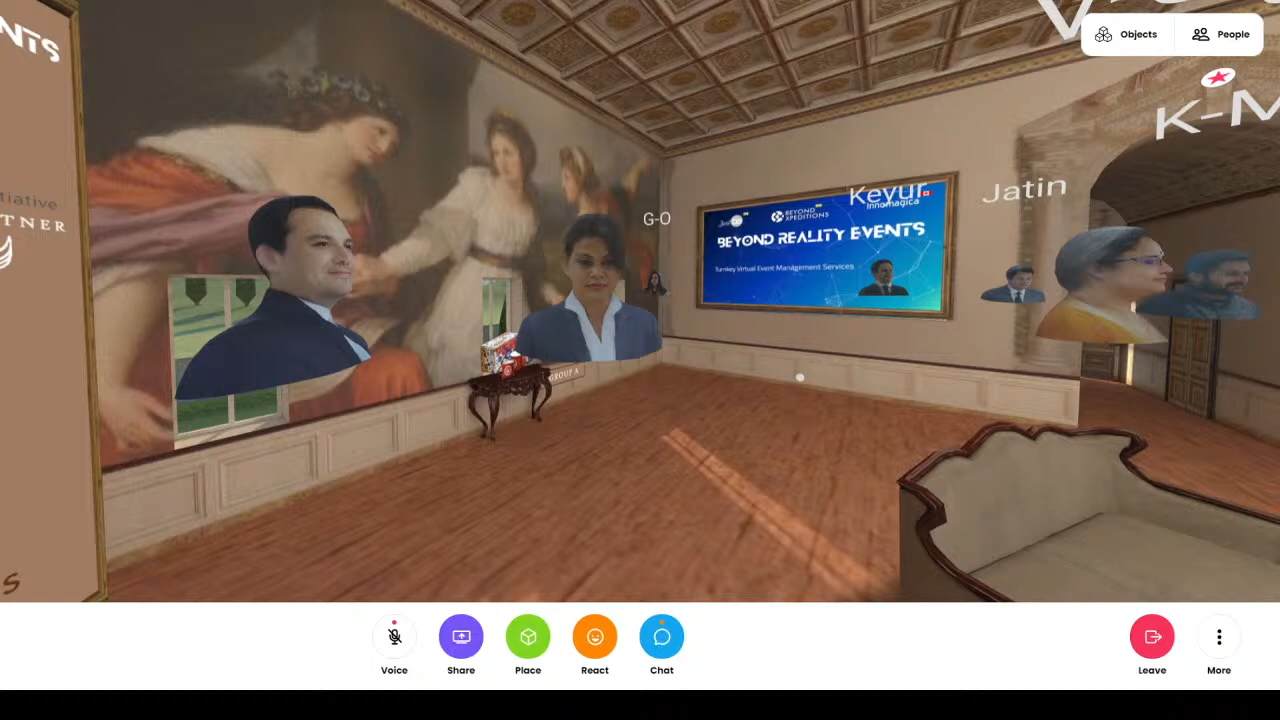 NTS
Objects
People
K-M
tiative
TNER
G-O
Keyur
Innomagica
Jatin
BEYOND
XPEDITIONS
BEYOND REALITY EVENTS
Turnkey Virtual Event Management Services
GROUP A
S
Voice
Share
Place
React
Chat
Leave
More